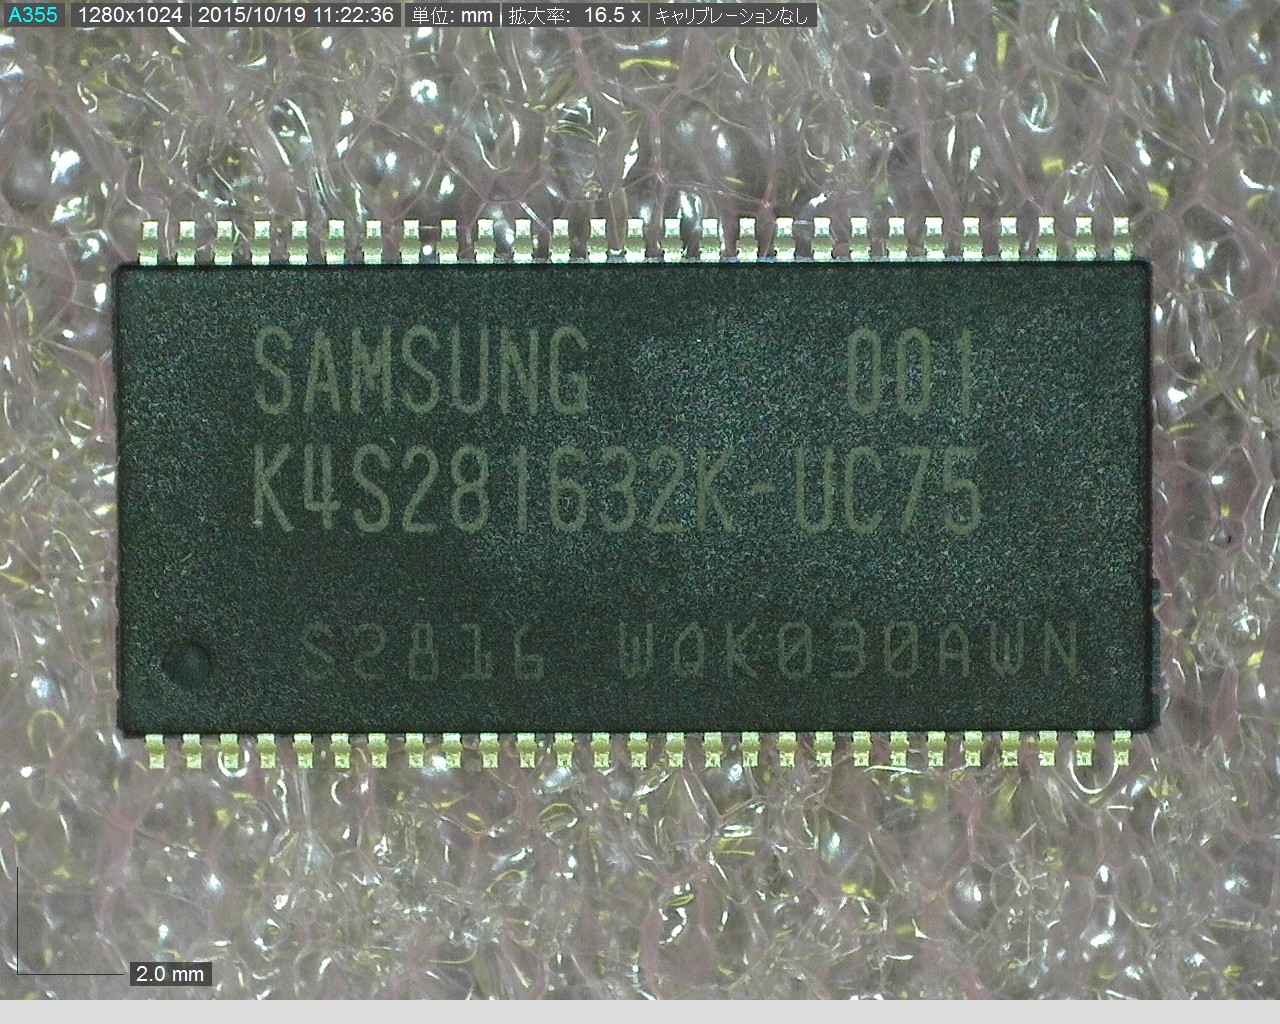 A355 1280x1024 2015/10/19 11:22:36 単位: mm 拡大率: 16.5 x キャリブレーションなし
SAMSUNG 001
K4S281632K-UC75
S2816 WQK030AWN
2.0 mm